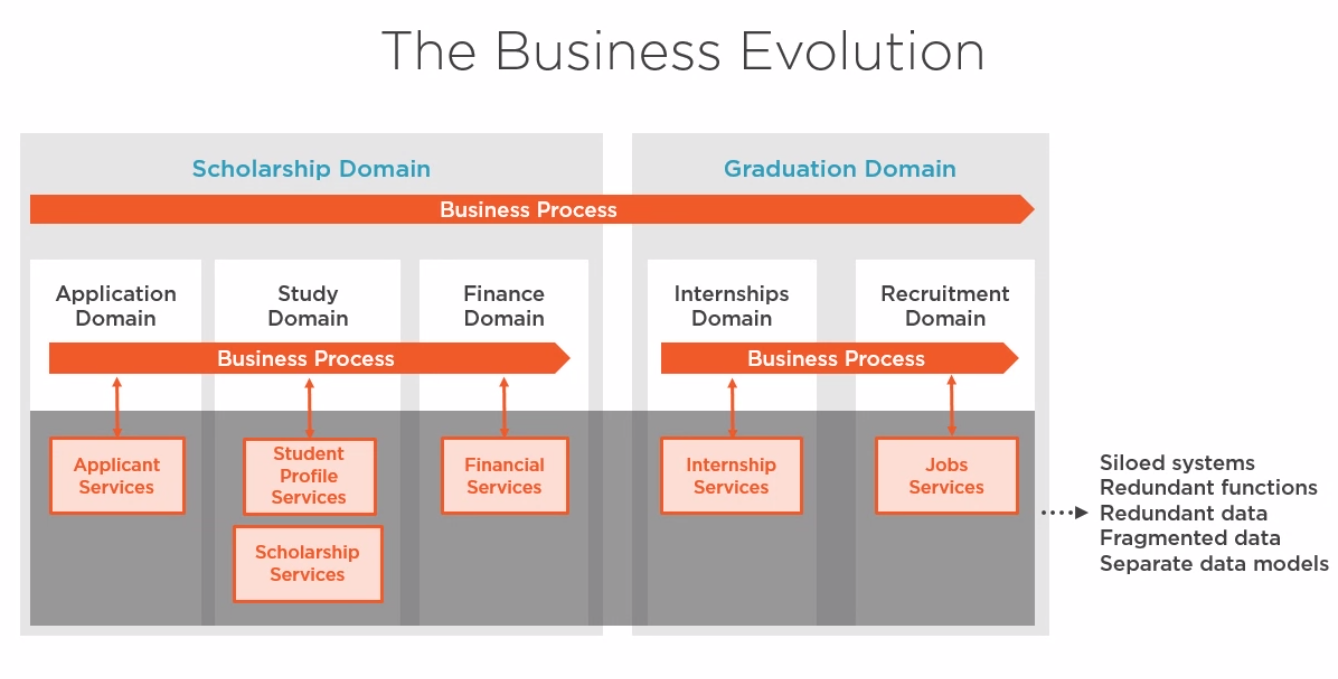 The Business Evolution
Scholarship Domain
Graduation Domain
Business Process
Application
Domain
Study
Domain
Finance
Domain
Internships
Domain
Recruitment
Domain
Business Process
Business Process
Applicant
Services
Student
Profile
Services
Scholarship
Services
Financial
Services
Internship
Services
Jobs
Services
Siloed systems
Redundant functions
Redundant data
Fragmented data
Separate data models